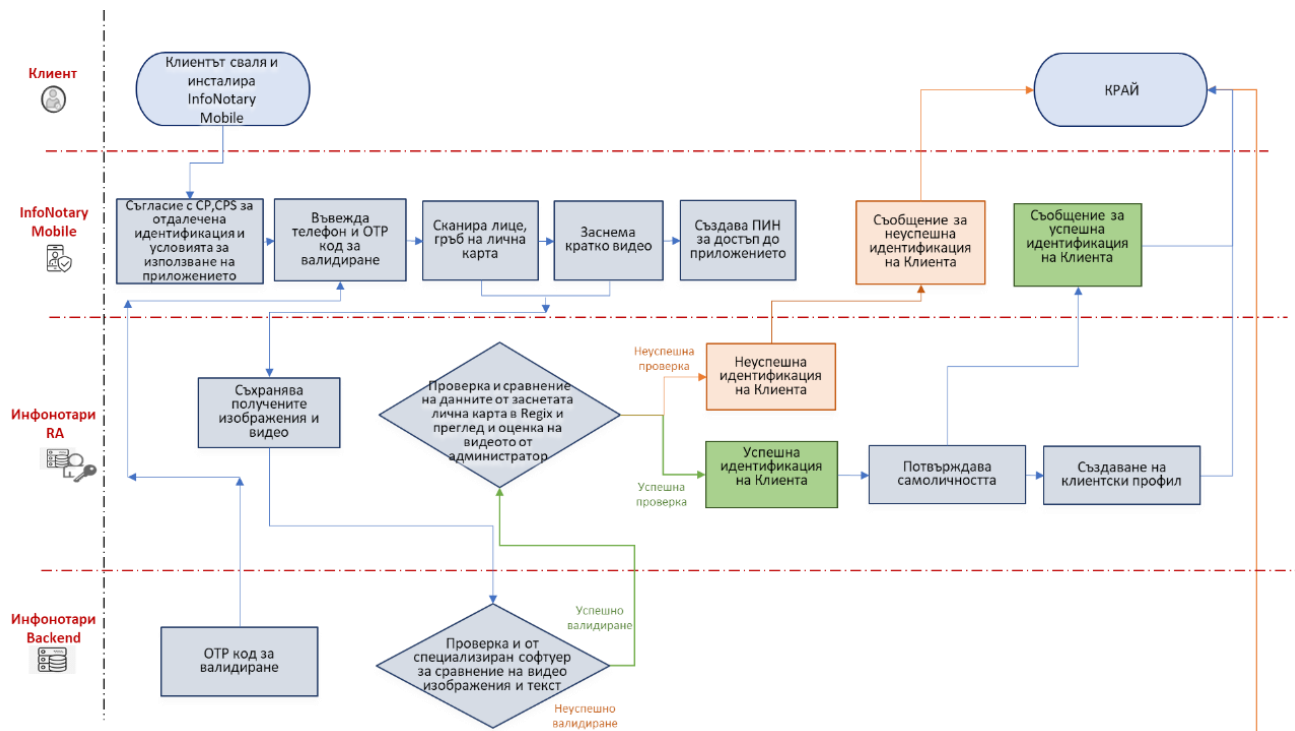 Клиент
Клиентът сваля и
инсталира
InfoNotary
Mobile
КРАЙ
InfoNotary
Mobile
Съгласие с CP,CPS за
отдалечена
идентификация и
условията за
използване на
приложението
Въвежда
телефон и OTP
код за
валидиране
Сканира лице,
гръб на лична
карта
Заснема
кратко видео
Създава ПИН
за достъп до
приложението
Съобщение за
неуспешна
идентификация
на Клиента
Съобщение за
успешна
идентификация
на Клиента
Инфонотари
RA
Съхранява
получените
изображения и
видео
Проверка и сравнение
на данните от заснетата
лична карта в Regix и
преглед и оценка на
видеото от
администратор
Неуспешна
проверка
Неуспешна
идентификация
на Клиента
Успешна
проверка
Успешна
идентификация
на Клиента
Потвърждава
самоличността
Създаване на
клиентски профил
Инфонотари
Backend
OTP код за
валидиране
Проверка и от
специализиран софтуер
за сравнение на видео
изображения и текст
Успешно
валидиране
Неуспешно
валидиране